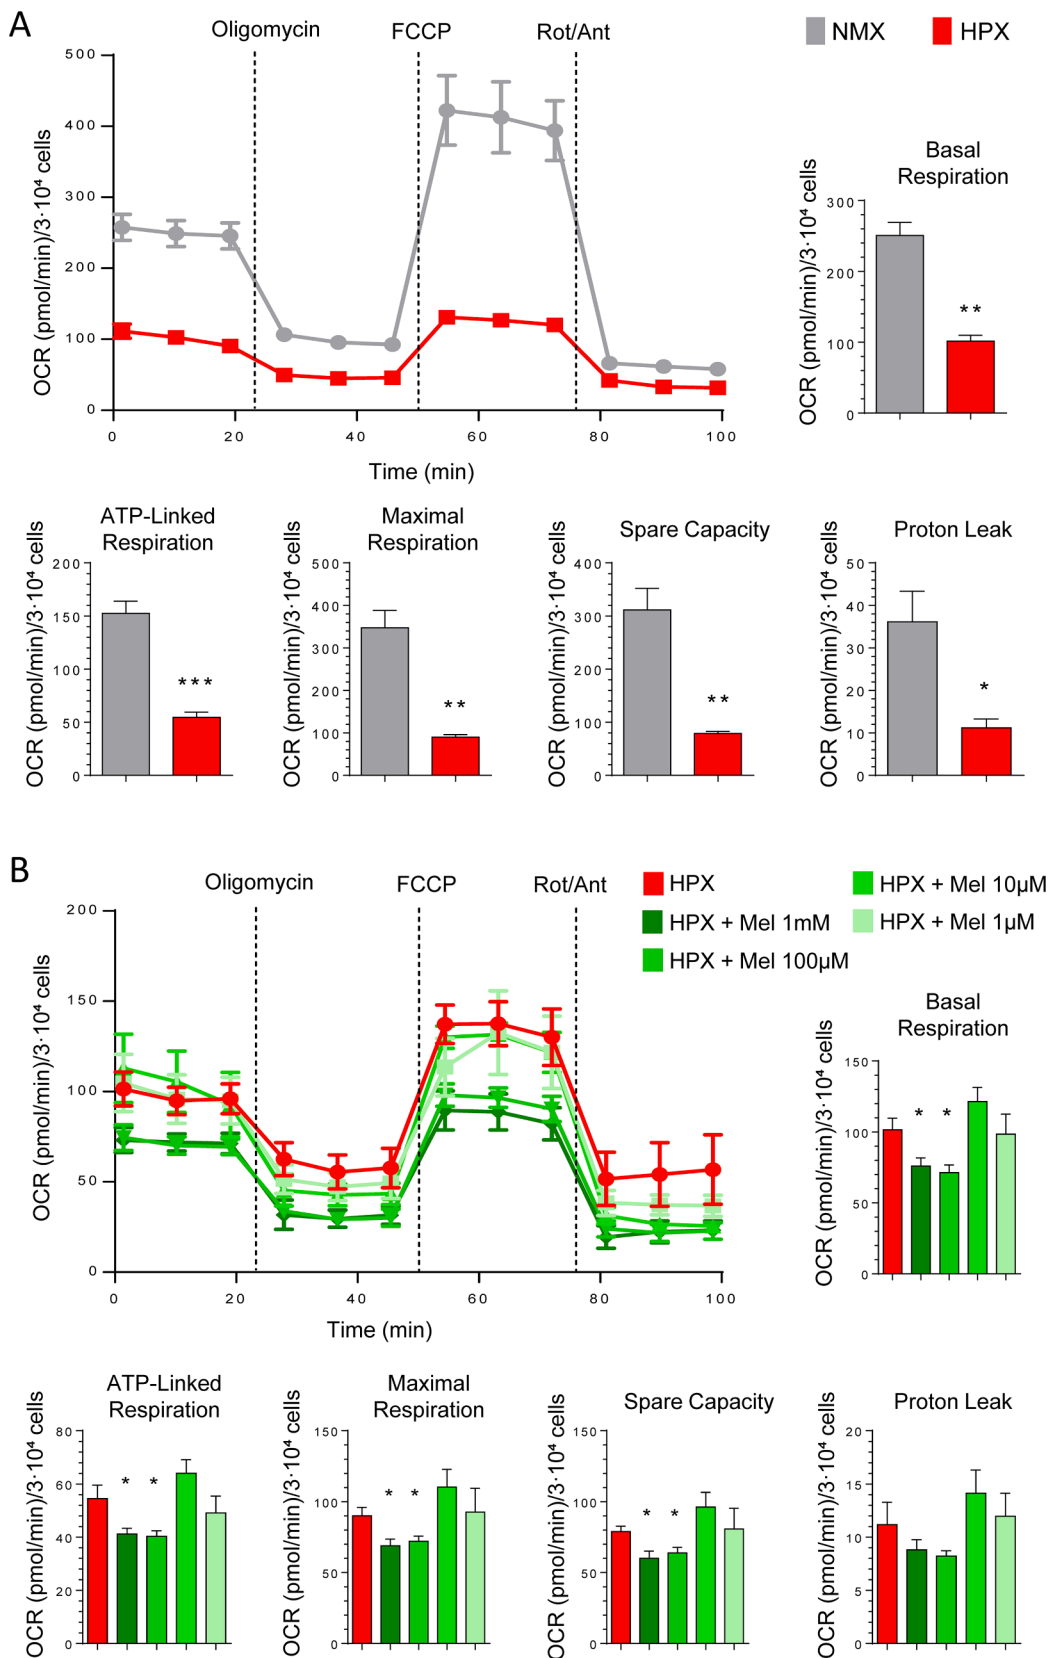 A
Oligomycin FCCP Rot/Ant
NMX HPX
OCR (pmol/min)/3·10⁴ cells
500
400
300
200
100
0
0 20 40 60 80 100
Time (min)
Basal
Respiration
OCR (pmol/min)/3·10⁴ cells
300
200
100
0
**
ATP-Linked
Respiration
OCR (pmol/min)/3·10⁴ cells
200
150
100
50
0
***
Maximal
Respiration
OCR (pmol/min)/3·10⁴ cells
500
400
300
200
100
0
**
Spare Capacity
OCR (pmol/min)/3·10⁴ cells
400
300
200
100
0
**
Proton Leak
OCR (pmol/min)/3·10⁴ cells
50
40
30
20
10
0
*
B
Oligomycin FCCP Rot/Ant
HPX
HPX + Mel 1mM
HPX + Mel 100µM
HPX + Mel 10µM
HPX + Mel 1µM
OCR (pmol/min)/3·10⁴ cells
200
150
100
50
0
0 20 40 60 80 100
Time (min)
Basal
Respiration
OCR (pmol/min)/3·10⁴ cells
150
100
50
0
* *
ATP-Linked
Respiration
OCR (pmol/min)/3·10⁴ cells
80
60
40
20
0
* *
Maximal
Respiration
OCR (pmol/min)/3·10⁴ cells
150
100
50
0
* *
Spare Capacity
OCR (pmol/min)/3·10⁴ cells
150
100
50
0
* *
Proton Leak
OCR (pmol/min)/3·10⁴ cells
20
15
10
5
0